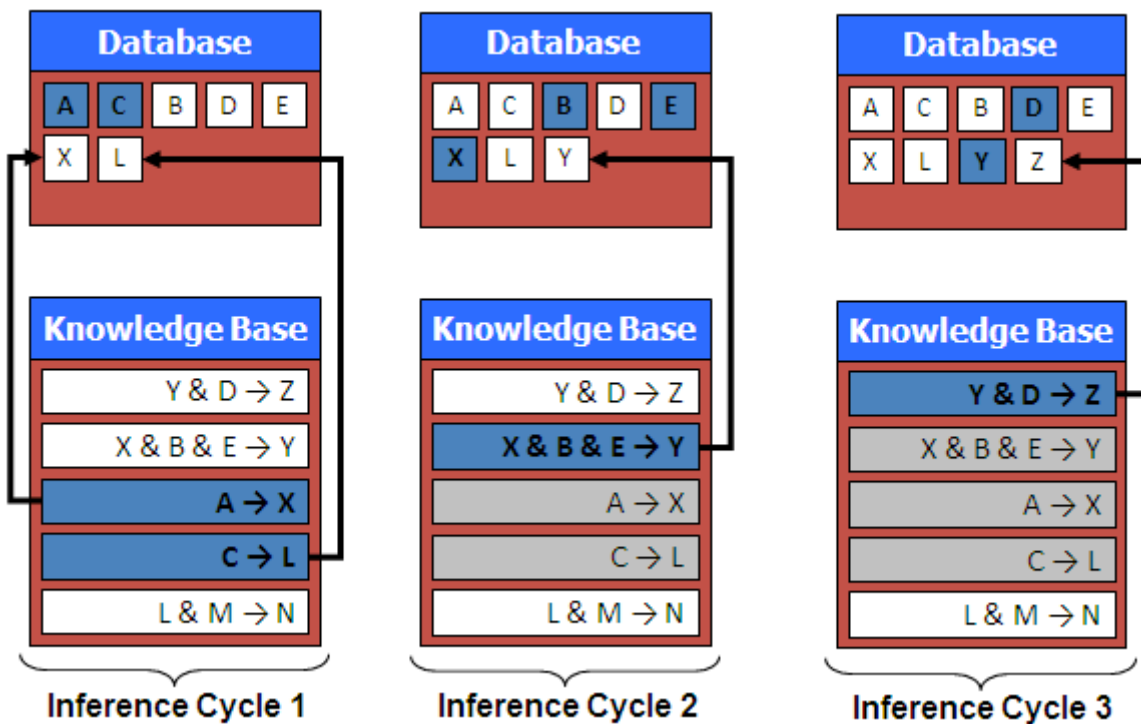 Database
A C B D E
X L
Knowledge Base
Y & D → Z
X & B & E → Y
A → X
C → L
L & M → N
Inference Cycle 1
Database
A C B D E
X L Y
Knowledge Base
Y & D → Z
X & B & E → Y
A → X
C → L
L & M → N
Inference Cycle 2
Database
A C B D E
X L Y Z
Knowledge Base
Y & D → Z
X & B & E → Y
A → X
C → L
L & M → N
Inference Cycle 3